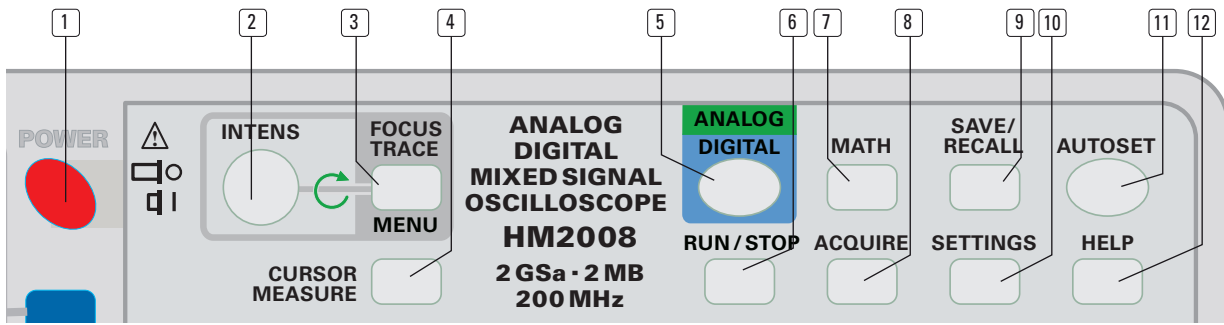 1 2 3 4 5 6 7 8 9 10 11 12
POWER
INTENS
FOCUS
TRACE
MENU
CURSOR
MEASURE
ANALOG
DIGITAL
MIXED SIGNAL
OSCILLOSCOPE
HM2008
2 GSa · 2 MB
200 MHz
ANALOG
DIGITAL
RUN / STOP
MATH
ACQUIRE
SAVE/
RECALL
SETTINGS
AUTOSET
HELP